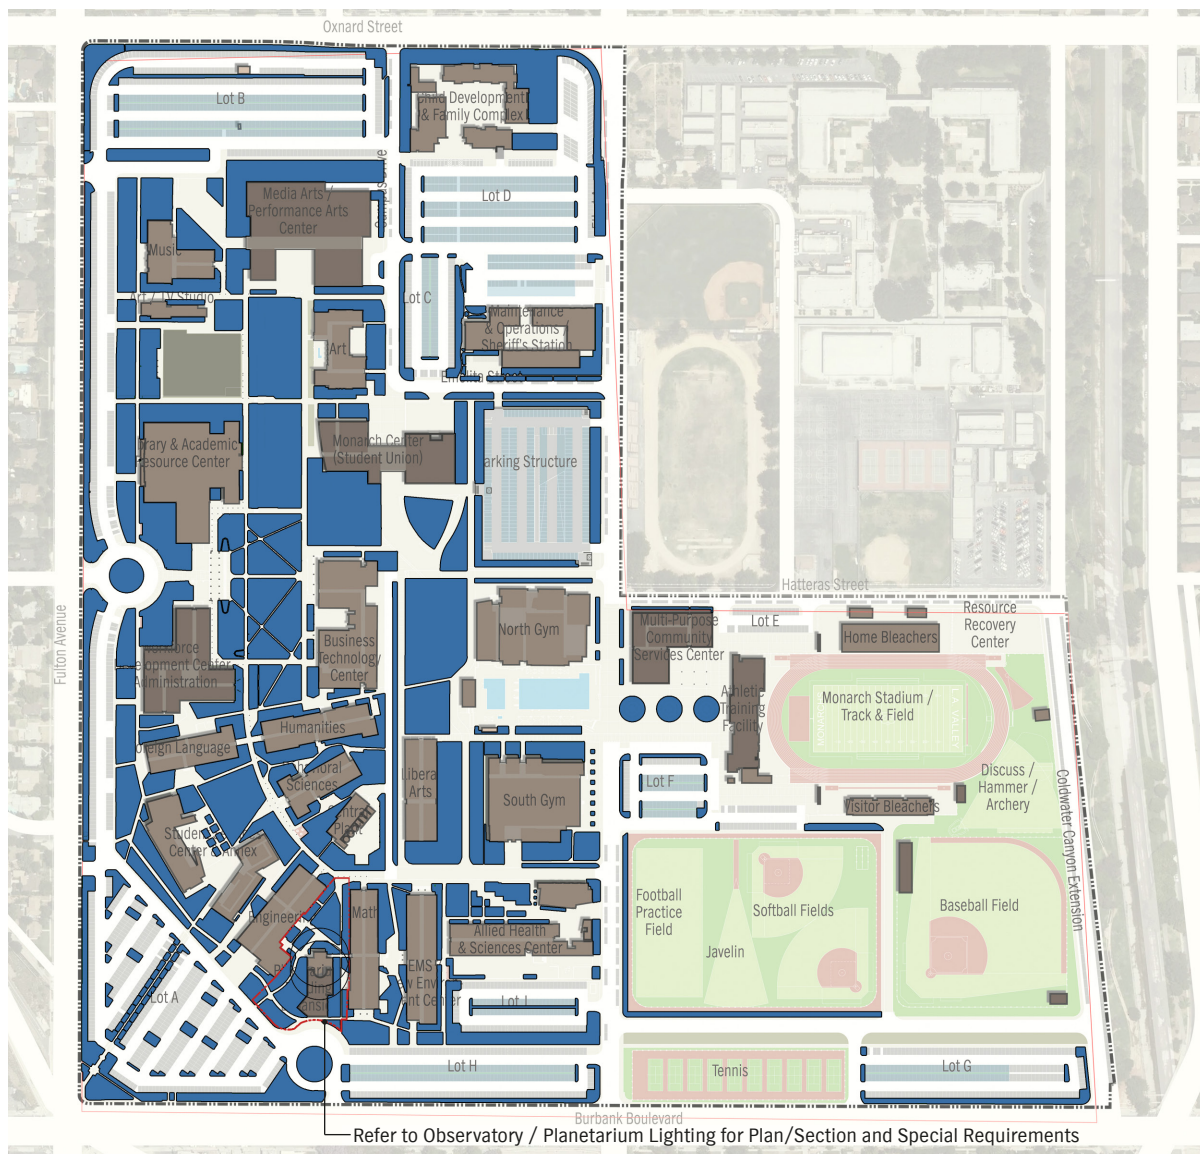 Oxnard Street
Lot B
Child Development
& Family Complex
Campus Drive
Lot D
Media Arts /
Performance Arts
Center
Music
Art / TV Studio
Lot C
Maintenance
& Operations
Sheriff's Station
Art
Street
Library & Academic
Resource Center
Monarch Center
(Student Union)
Parking Structure
Hatteras Street
Fulton Avenue
North Gym
Multi-Purpose
Community
Services Center
Lot E
Home Bleachers
Resource
Recovery
Center
Business
Technology
Center
Development Center
Administration
Athletic
Training
Facility
Monarch Stadium /
Track & Field
MONARCH
LA VALLEY
Humanities
Foreign Language
Behavioral
Sciences
Liberal
Arts
South Gym
Lot F
Discuss /
Hammer /
Archery
Visitor Bleachers
Coldwater Canyon Extension
Central
Plant
Student
Center & Annex
Football
Practice
Field
Softball Fields
Javelin
Baseball Field
Engineering
Math
Allied Health
& Sciences Center
EMS
Lot A
Lot H
Tennis
Lot G
Burbank Boulevard
Refer to Observatory / Planetarium Lighting for Plan/Section and Special Requirements